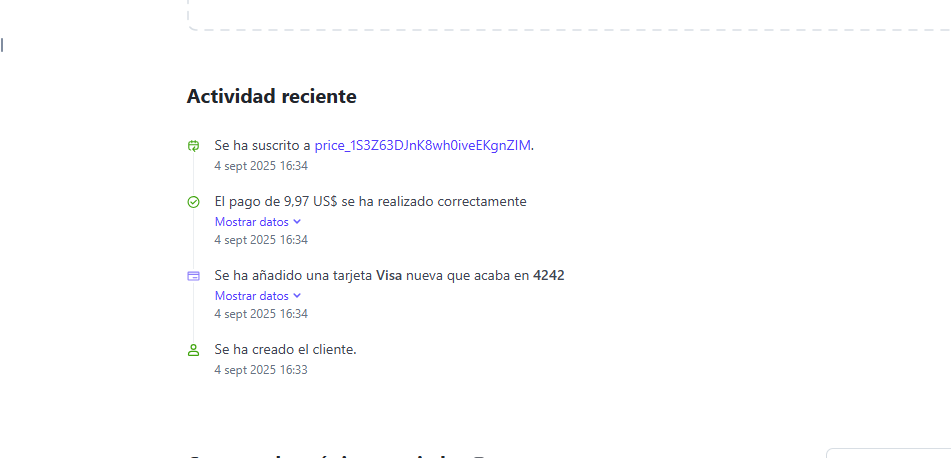 Actividad reciente
Se ha suscrito a price_1S3Z63DJnK8wh0iveEKgnZIM.
4 sept 2025 16:34
El pago de 9,97 US$ se ha realizado correctamente
Mostrar datos
4 sept 2025 16:34
Se ha añadido una tarjeta Visa nueva que acaba en 4242
Mostrar datos
4 sept 2025 16:34
Se ha creado el cliente.
4 sept 2025 16:33